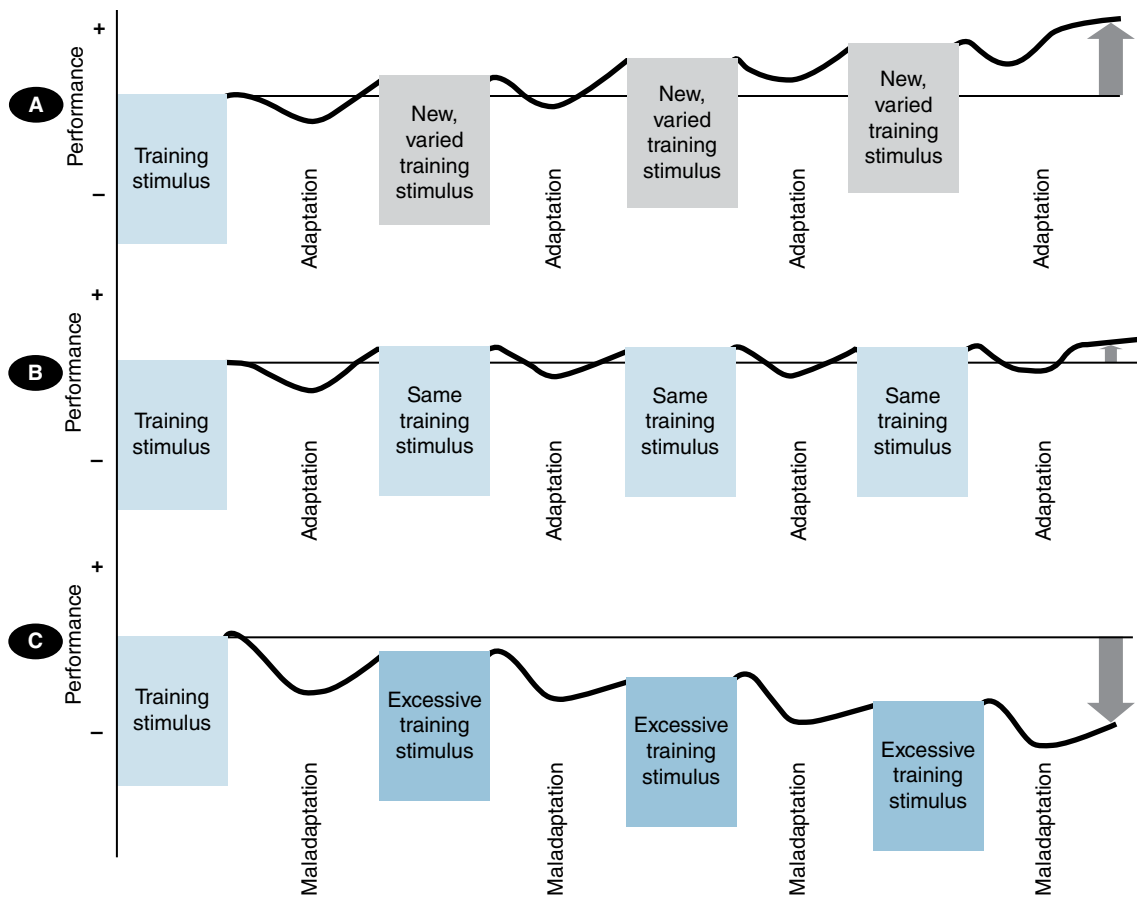 +
A
Performance
−
Training
stimulus
Adaptation
New,
varied
training
stimulus
Adaptation
New,
varied
training
stimulus
Adaptation
New,
varied
training
stimulus
Adaptation
+
B
Performance
−
Training
stimulus
Adaptation
Same
training
stimulus
Adaptation
Same
training
stimulus
Adaptation
Same
training
stimulus
Adaptation
+
C
Performance
−
Training
stimulus
Maladaptation
Excessive
training
stimulus
Maladaptation
Excessive
training
stimulus
Maladaptation
Excessive
training
stimulus
Maladaptation